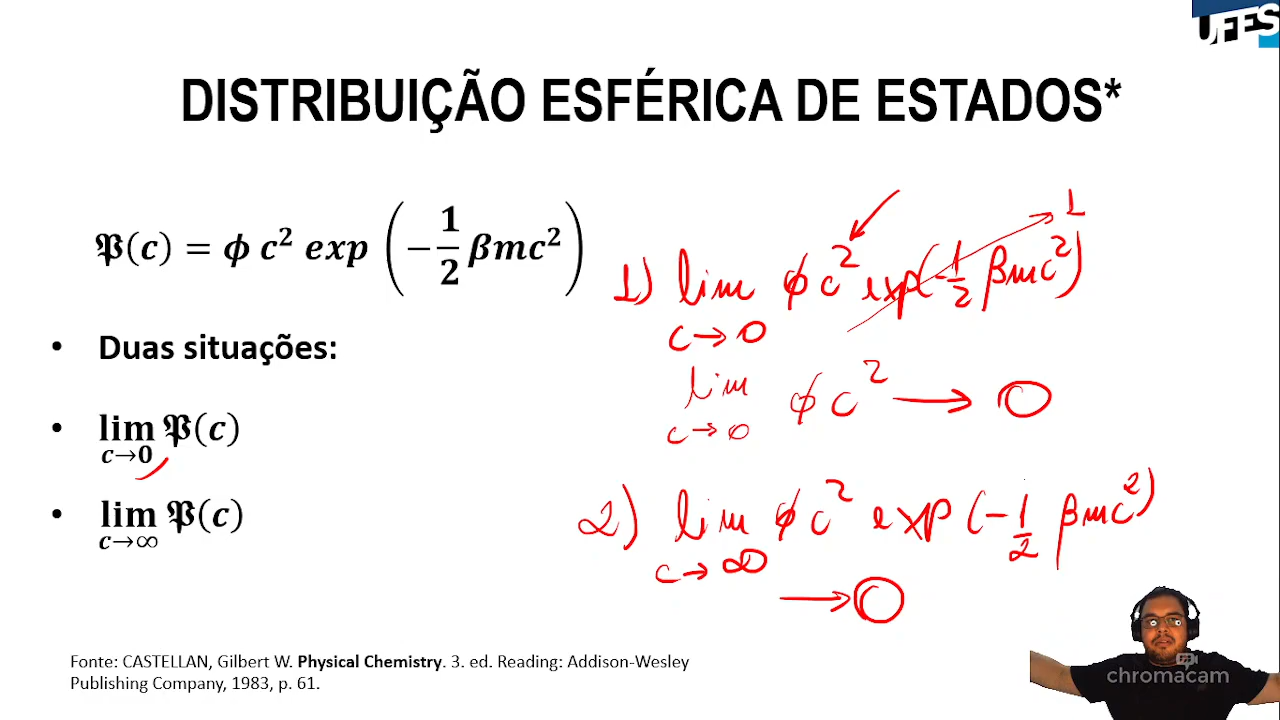 UFES
DISTRIBUIÇÃO ESFÉRICA DE ESTADOS*
𝕻(c) = ϕ c² exp (−1/2 βmc²)
• Duas situações:
• lim c→0 𝕻(c)
• lim c→∞ 𝕻(c)
1) lim c→0 ϕ c² exp(-1/2 βmc²) 1
lim c→0 ϕ c² → 0
2) lim c→∞ ϕ c² exp(-1/2 βmc²)
→ 0
Fonte: CASTELLAN, Gilbert W. Physical Chemistry. 3. ed. Reading: Addison-Wesley
Publishing Company, 1983, p. 61.
chromacam